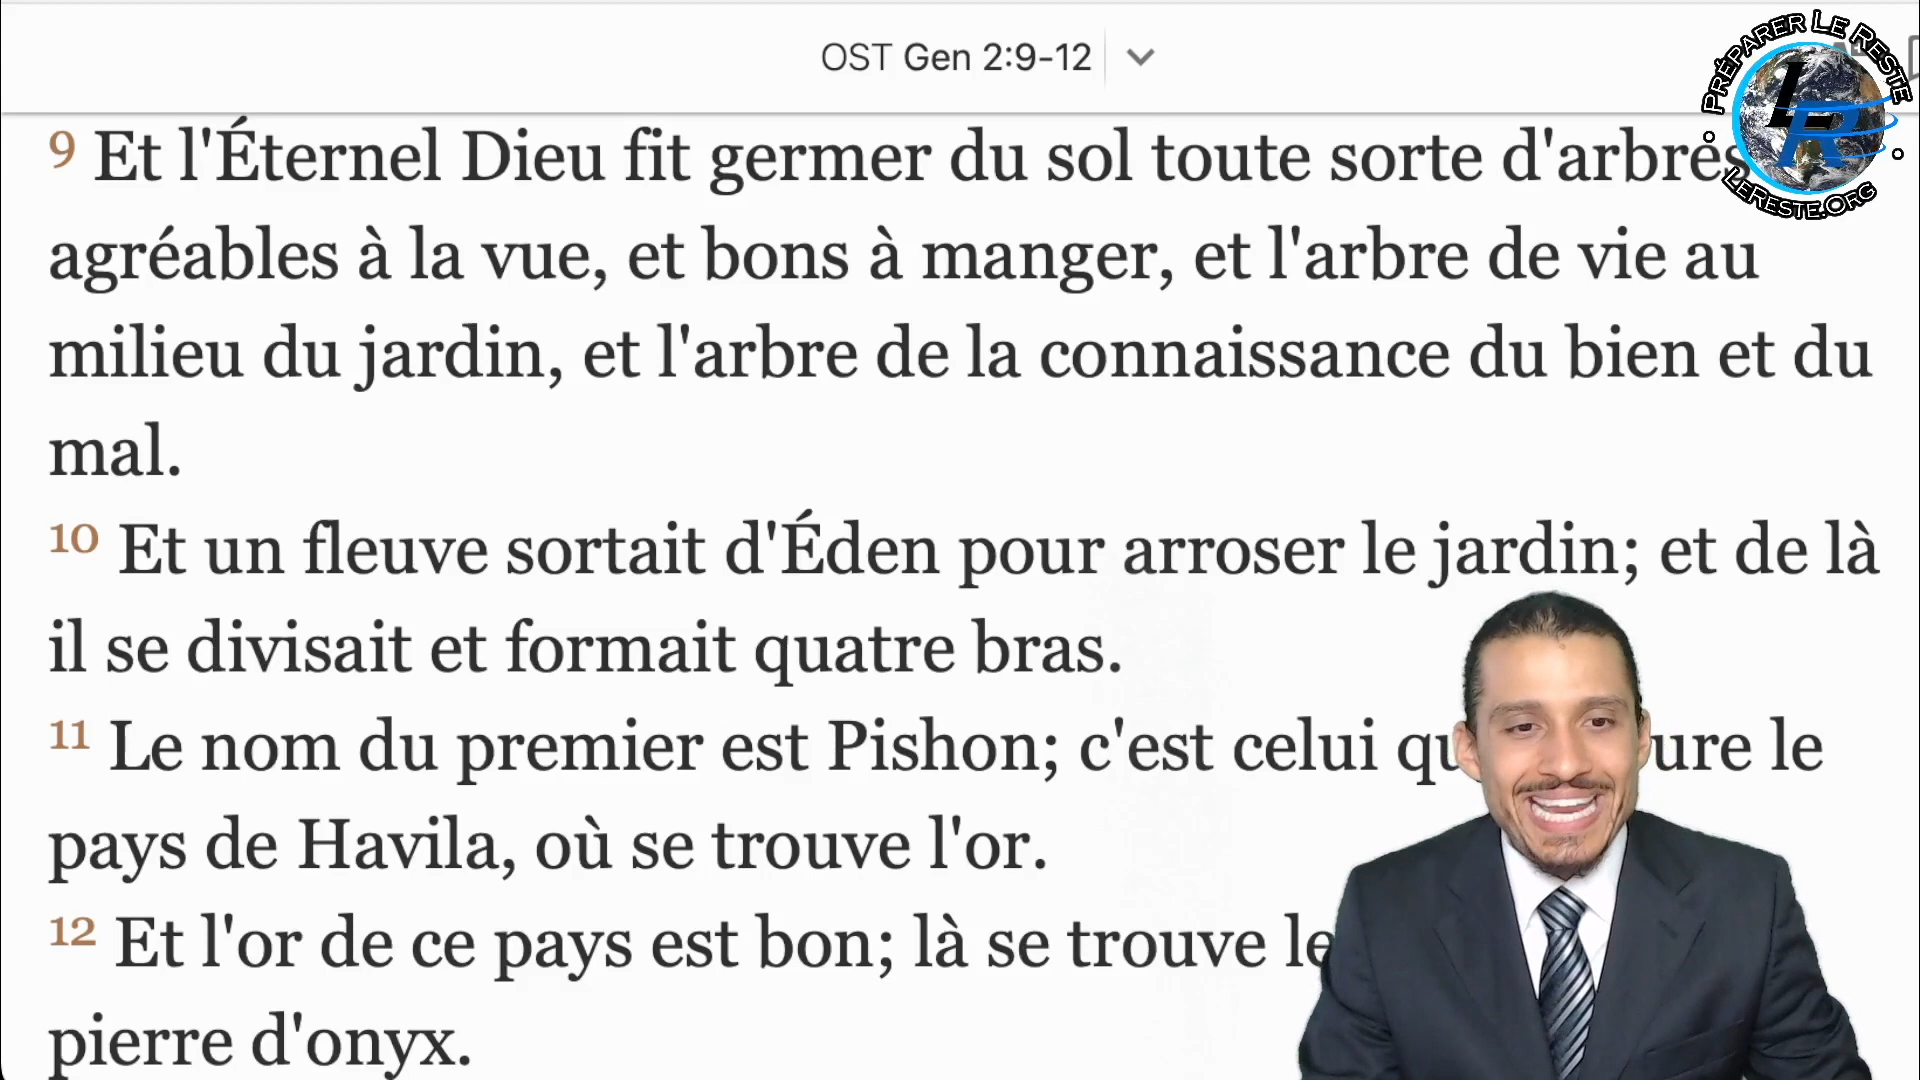 OST Gen 2:9-12
PRÉPARER LE RESTE
LR
LERESTE.ORG
9 Et l'Éternel Dieu fit germer du sol toute sorte d'arbres
agréables à la vue, et bons à manger, et l'arbre de vie au
milieu du jardin, et l'arbre de la connaissance du bien et du
mal.
10 Et un fleuve sortait d'Éden pour arroser le jardin; et de là
il se divisait et formait quatre bras.
11 Le nom du premier est Pishon; c'est celui le
pays de Havila, où se trouve l'or.
12 Et l'or de ce pays est bon; là se trouve
pierre d'onyx.